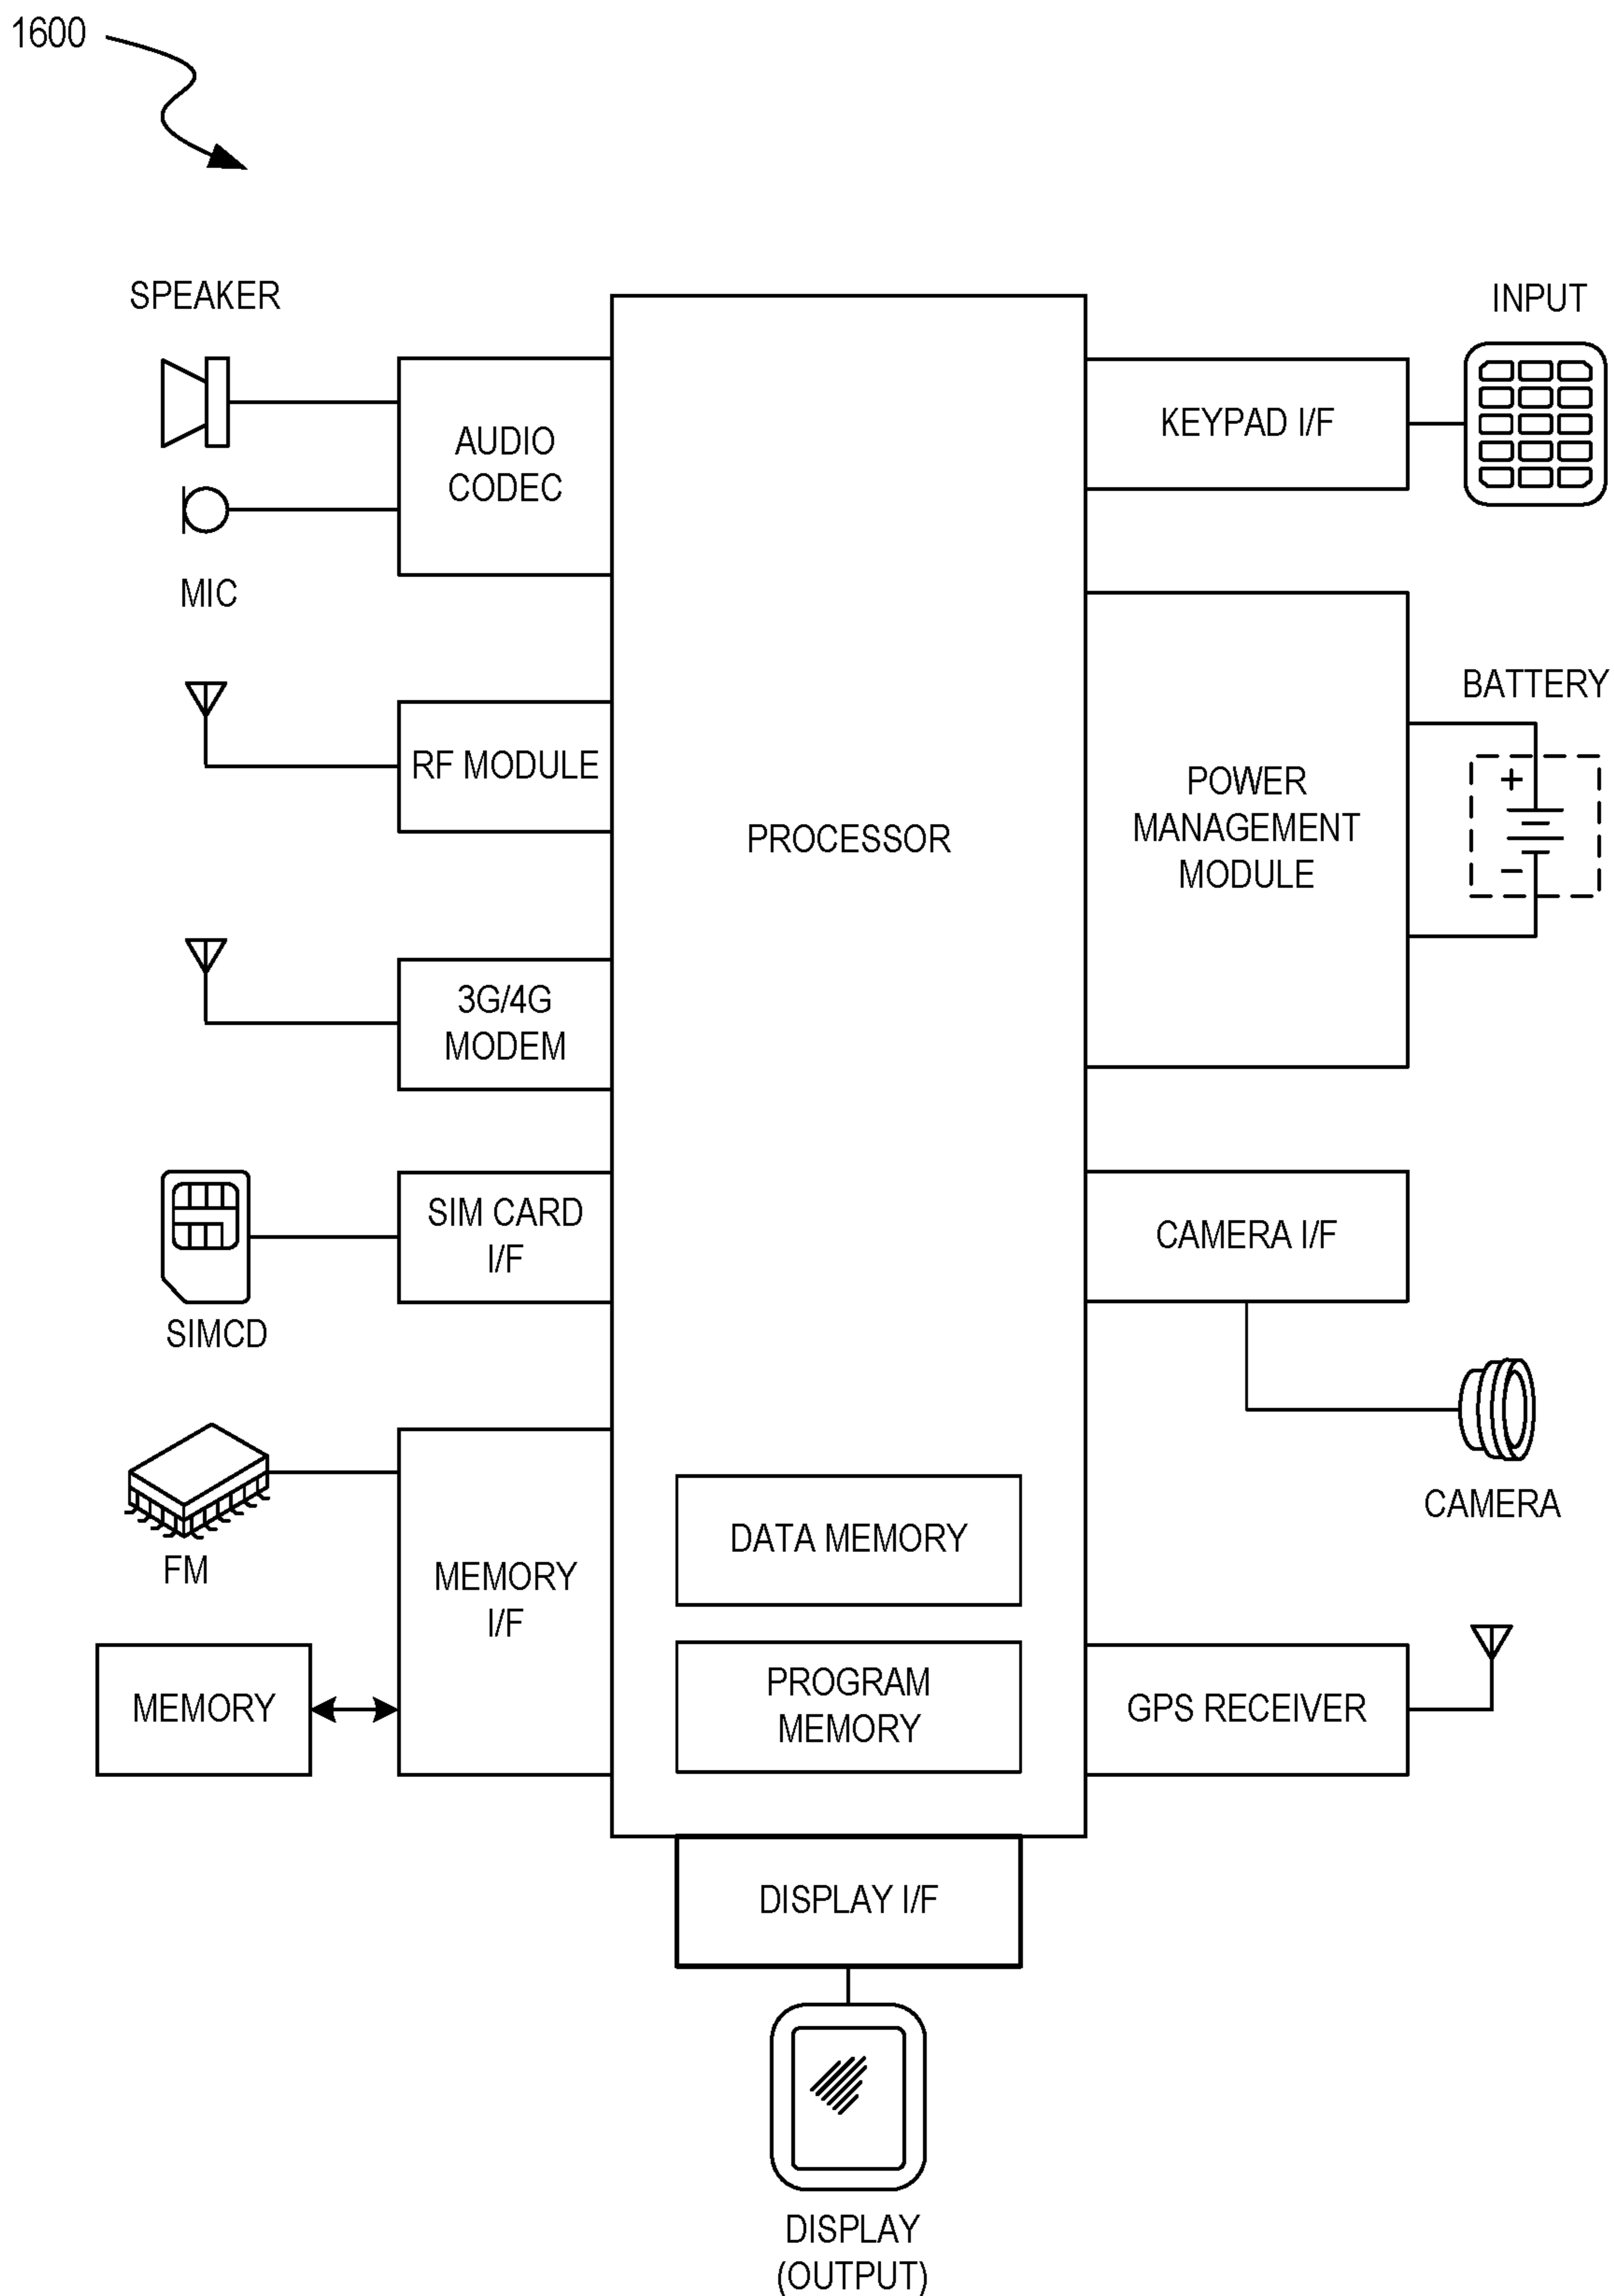 1600
SPEAKER
INPUT
KEYPAD I/F
AUDIO
CODEC
MIC
BATTERY
RF MODULE
POWER
MANAGEMENT
MODULE
+
−
PROCESSOR
3G/4G
MODEM
SIM CARD
I/F
CAMERA I/F
SIMCD
CAMERA
DATA MEMORY
FM
MEMORY
I/F
MEMORY
PROGRAM
MEMORY
GPS RECEIVER
DISPLAY I/F
DISPLAY
(OUTPUT)